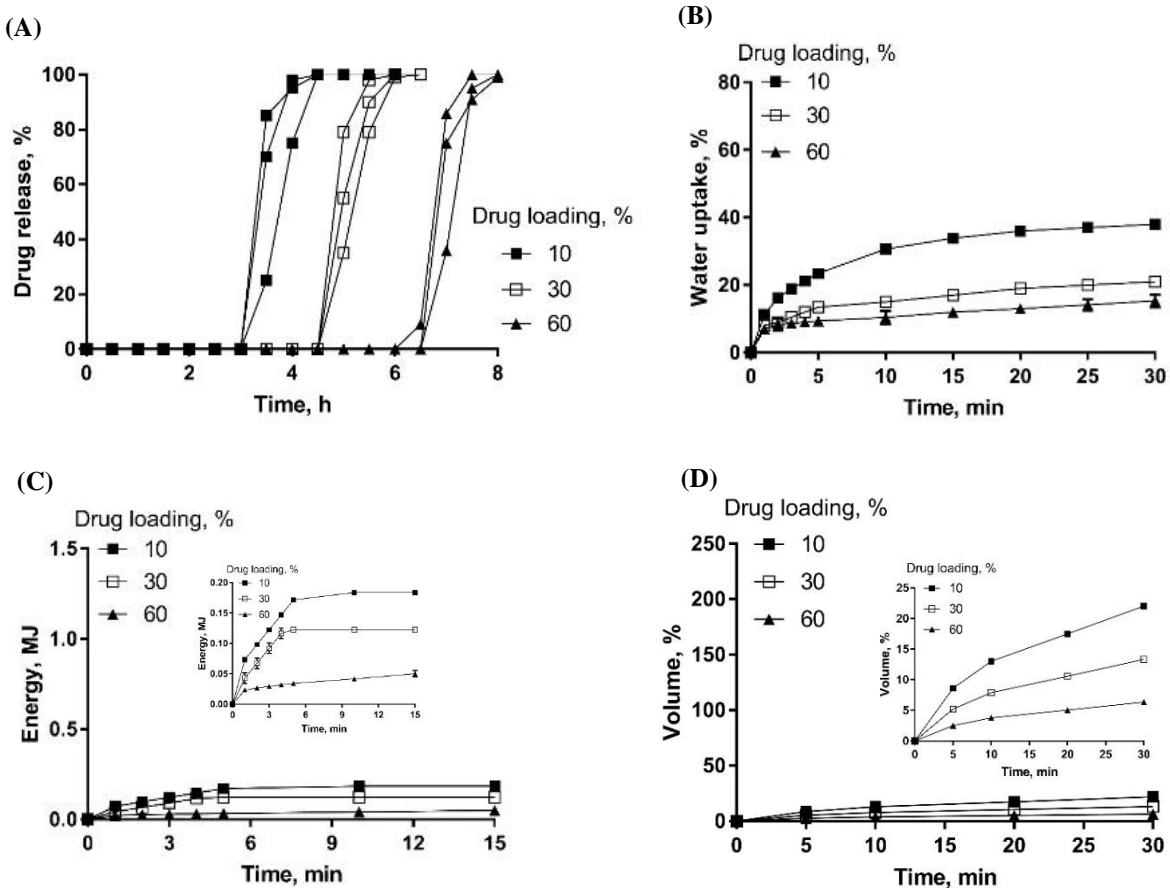 (A)
Drug release, %
100
80
60
40
20
0
0 2 4 6 8
Time, h
Drug loading, %
10
30
60
(B)
Drug loading, %
10
30
60
Water uptake, %
80
60
40
20
0
0 5 10 15 20 25 30
Time, min
(C)
Drug loading, %
10
30
60
Energy, MJ
1.5
1.0
0.5
0.0
0 3 6 9 12 15
Time, min
Drug loading, %
10
30
60
Energy, MJ
0.20
0.15
0.10
0.05
0.00
0 3 6 9 12 15
Time, min
(D)
Drug loading, %
10
30
60
Volume, %
250
200
150
100
50
0
0 5 10 15 20 25 30
Time, min
Drug loading, %
10
30
60
Volume, %
25
20
15
10
5
0
0 5 10 15 20 25 30
Time, min